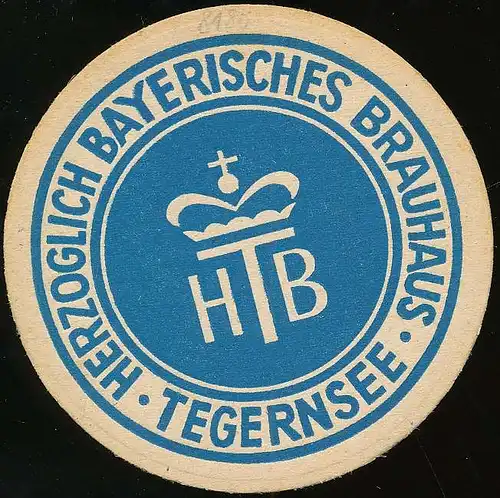 HERZOGLICH BAYERISCHES BRAUHAUS · TEGERNSEE ·
HTB